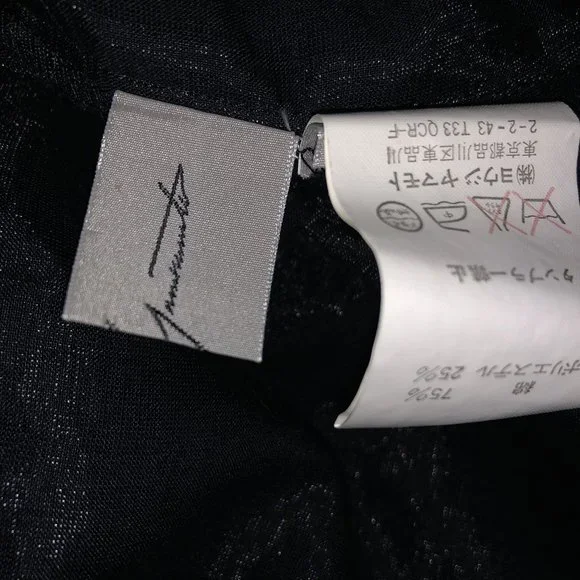 Yamamoto
綿 75%
ポリエステル 25%
タンブラー禁止
㈱ヨウジ ヤマモト
東京都品川区東品川
2-2-43 T33 QCR-F